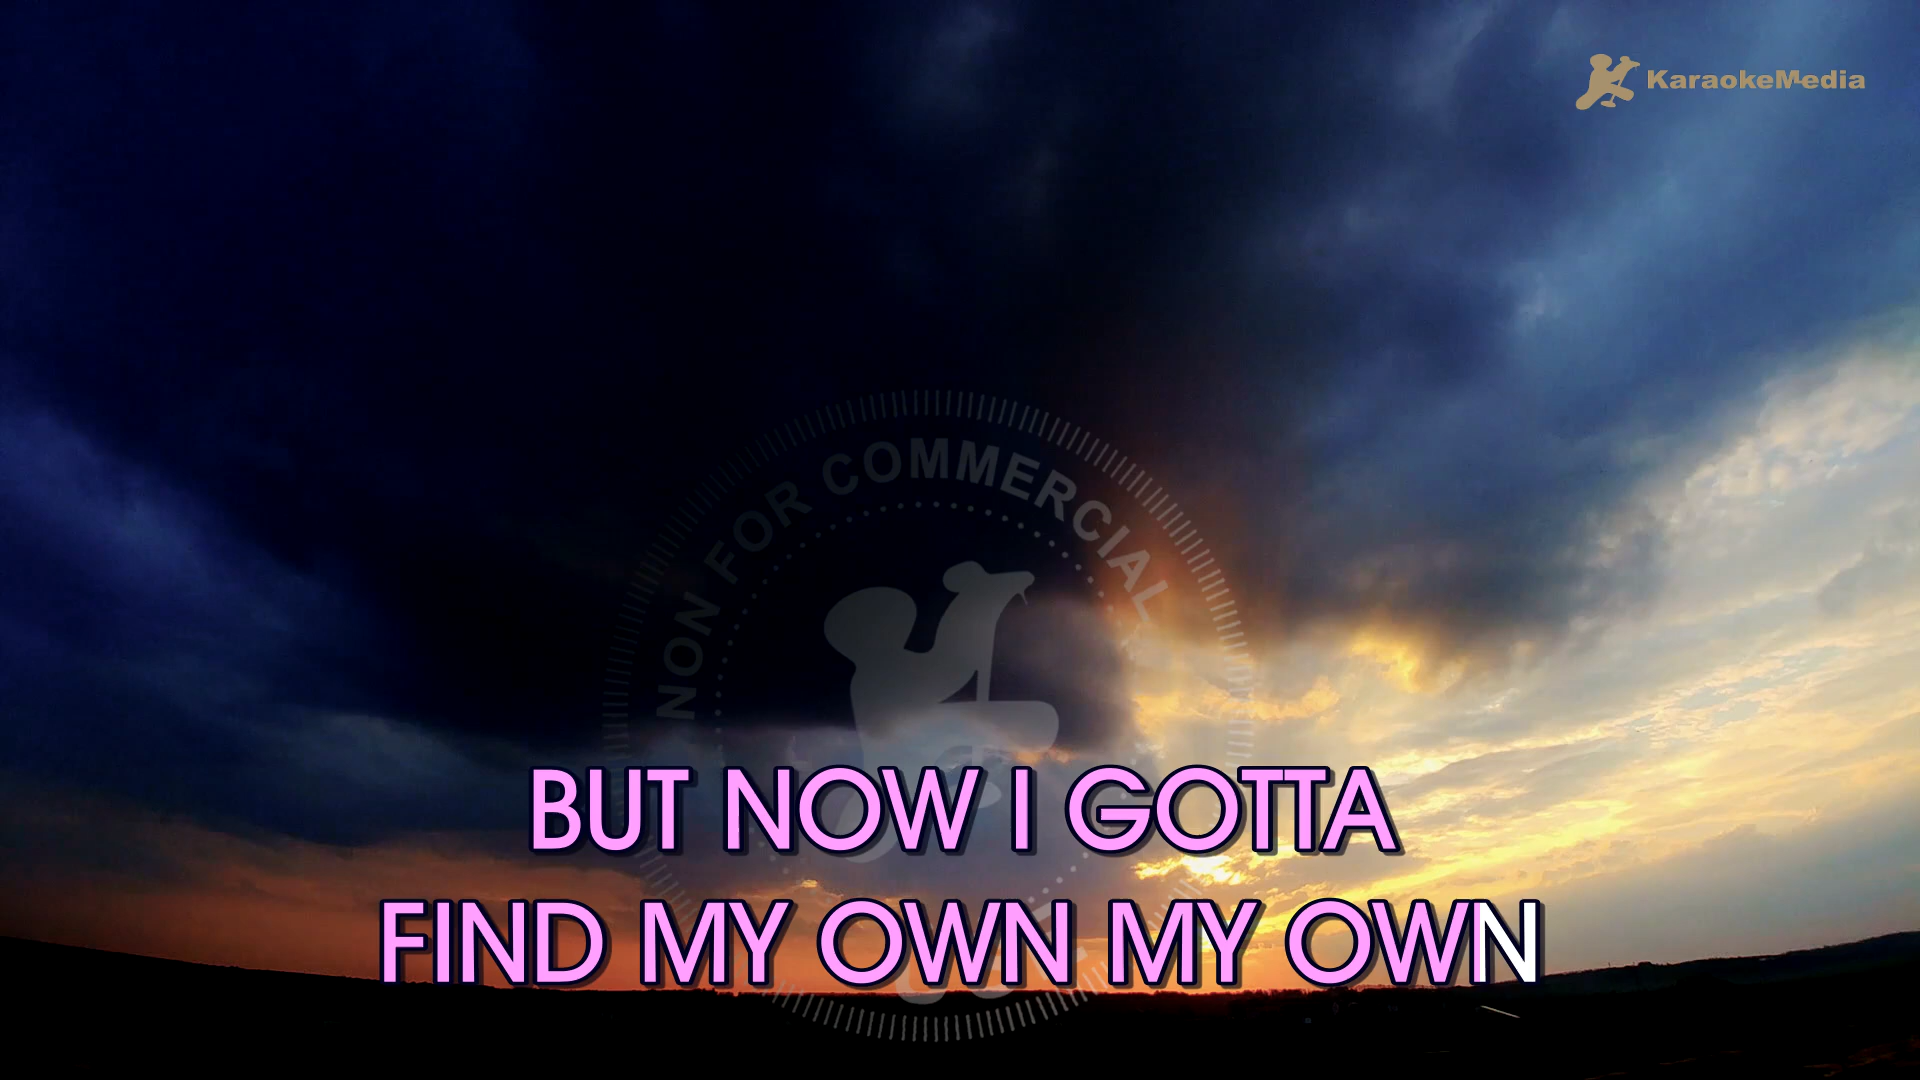 KaraokeMedia
NON FOR COMMERCIAL
BUT NOW I GOTTA
FIND MY OWN MY OWN